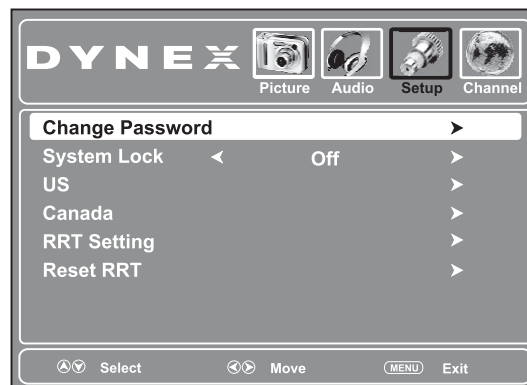 DYNEX
Picture Audio Setup Channel
Change Password
System Lock Off
US
Canada
RRT Setting
Reset RRT
Select Move MENU Exit